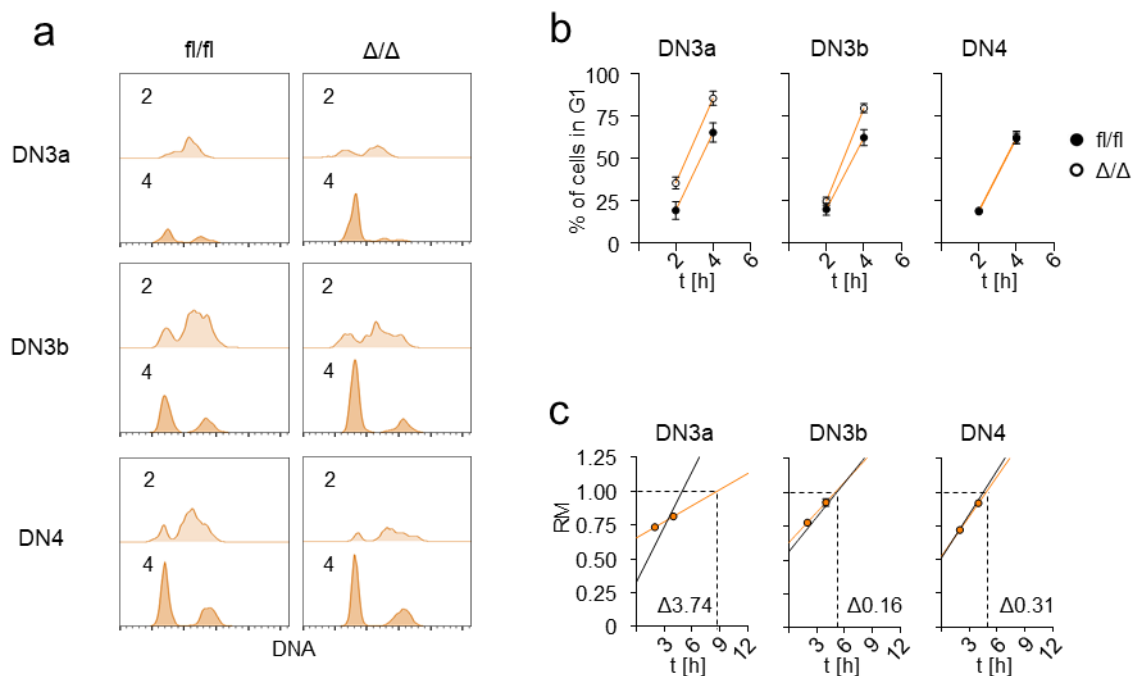 a
fl/fl
Δ/Δ
DN3a
2
2
4
4
DN3b
2
2
4
4
DN4
2
2
4
4
DNA
b
DN3a
DN3b
DN4
% of cells in G1
100
75
50
25
0
2 4 6
2 4 6
2 4 6
t [h]
t [h]
t [h]
fl/fl
Δ/Δ
c
DN3a
DN3b
DN4
RM
1.25
1.00
0.75
0.50
0.25
0
Δ3.74
Δ0.16
Δ0.31
3 6 9 12
3 6 9 12
3 6 9 12
t [h]
t [h]
t [h]